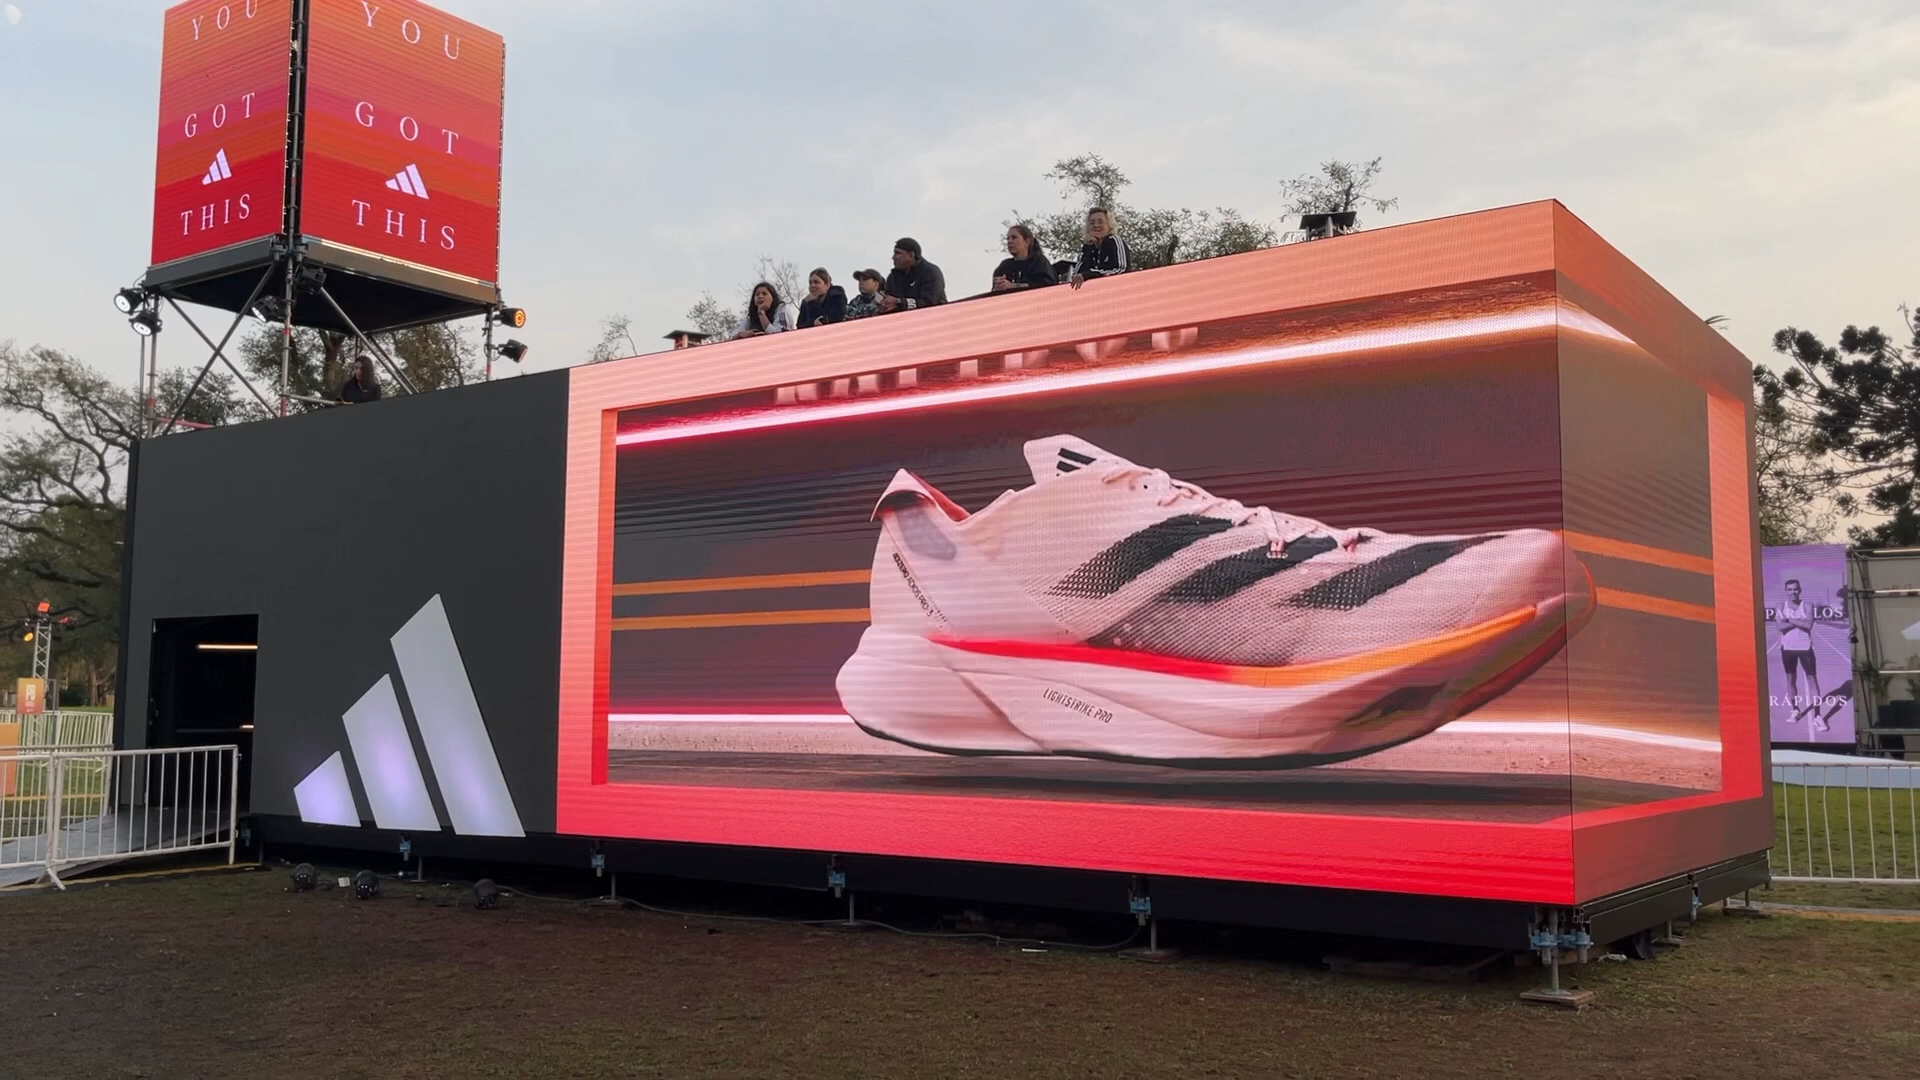 YOU
GOT
THIS
YOU
GOT
THIS
ADIZERO ADIOS PRO 3
LIGHTSTRIKE PRO
PARA LOS
RÁPIDOS